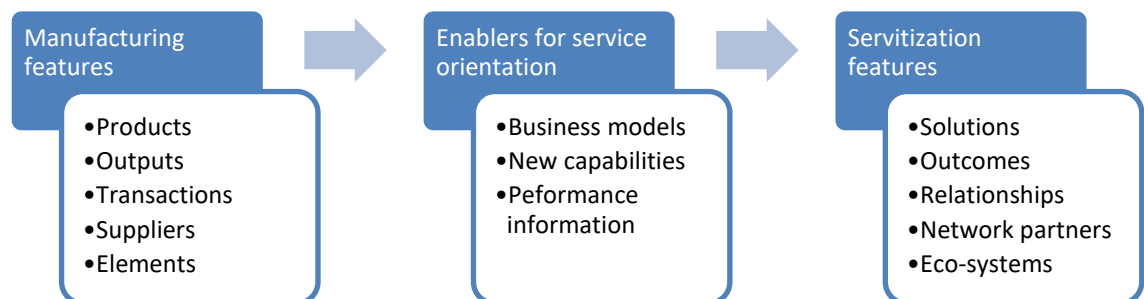 Manufacturing
features
•Products
•Outputs
•Transactions
•Suppliers
•Elements
Enablers for service
orientation
•Business models
•New capabilities
•Peformance
information
Servitization
features
•Solutions
•Outcomes
•Relationships
•Network partners
•Eco-systems